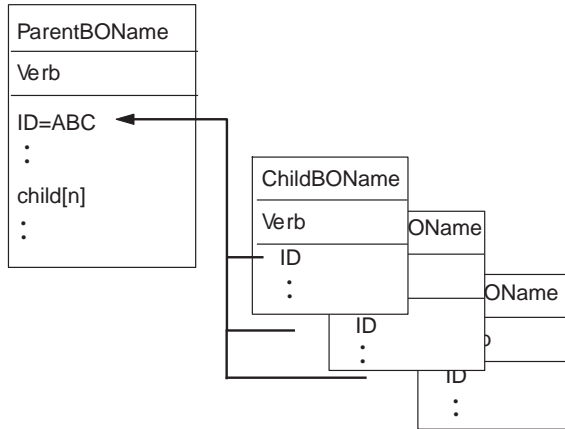 ParentBOName
Verb
ID=ABC
:
child[n]
:
ChildBOName
Verb
ID
:
OName
ID
:
OName
ID
: